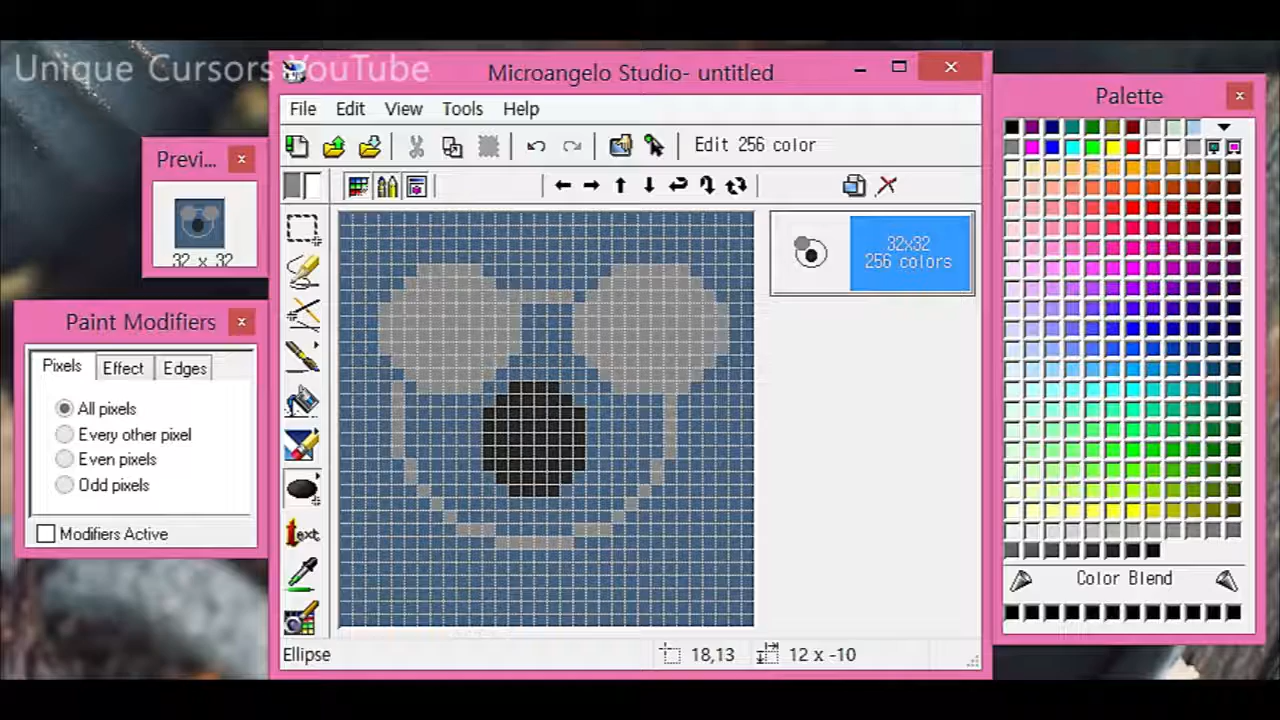 Unique Cursors YouTube
Microangelo Studio- untitled
Palette
File Edit View Tools Help
Previ...
Edit 256 color
32 x 32
32x32
256 colors
Paint Modifiers
Pixels Effect Edges
All pixels
Every other pixel
Even pixels
Odd pixels
Modifiers Active
text
Color Blend
Ellipse
18,13
12 x -10